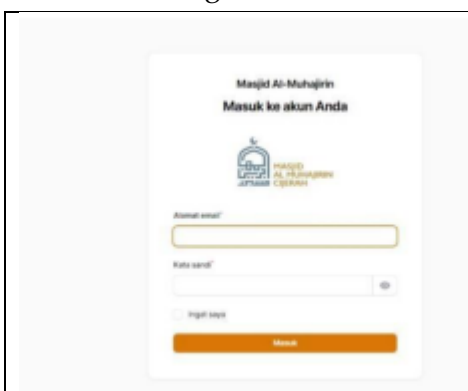 Masjid Al-Muhajirin
Masuk ke akun Anda
MASJID
AL MUHAJIRIN
CIJERAH
Alamat email*
Kata sandi*
Ingat saya
Masuk